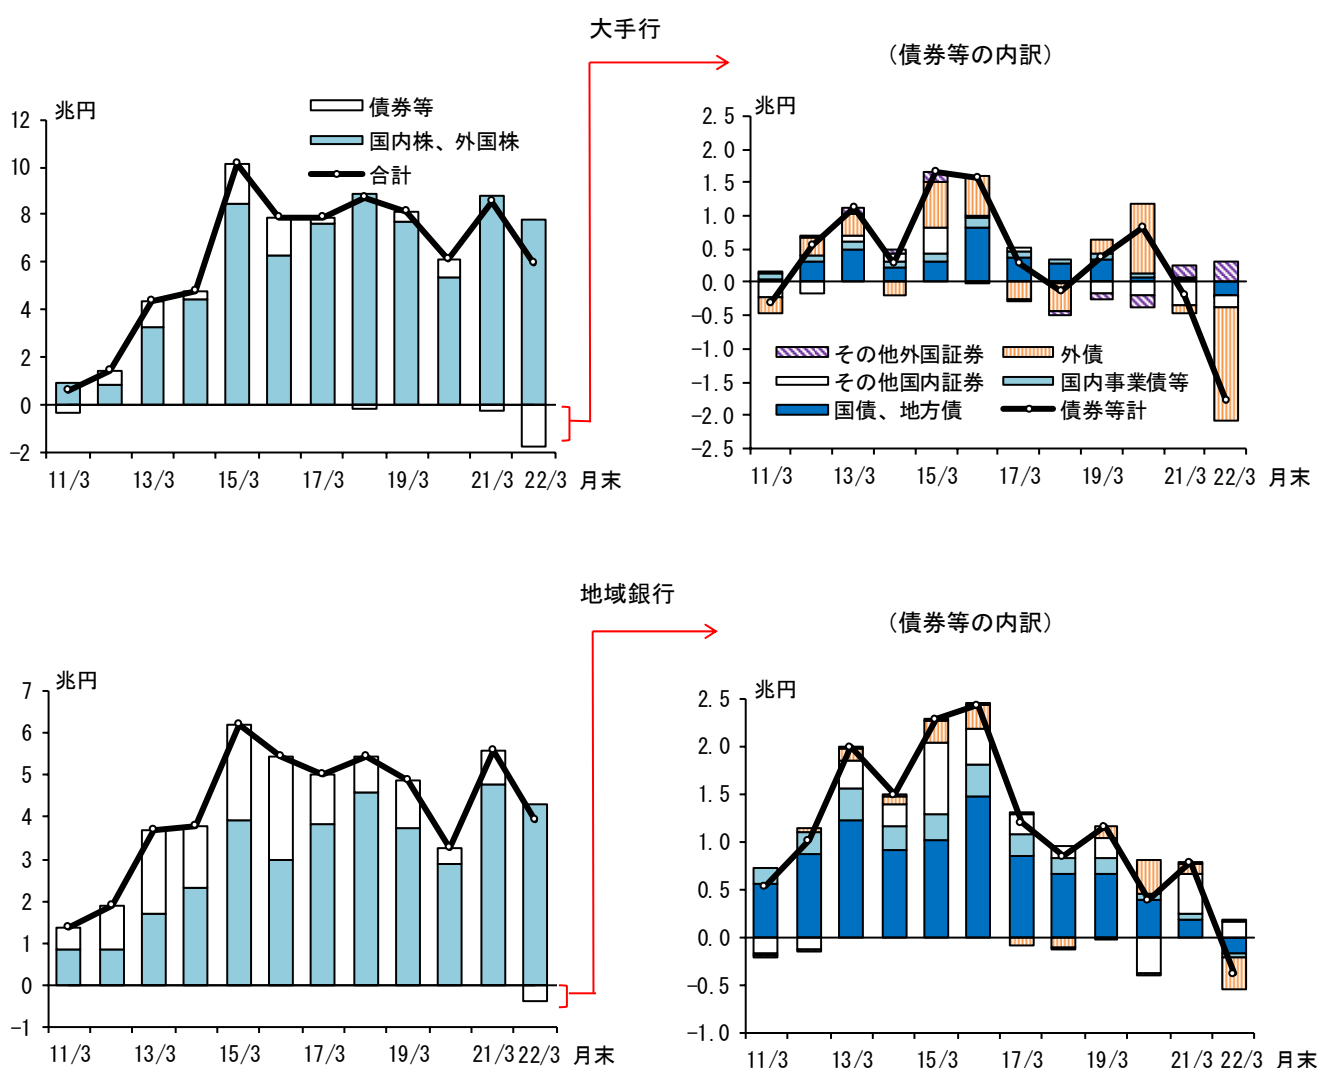 大手行
(債券等の内訳)
兆円
債券等
国内株、外国株
合計
12
10
8
6
4
2
0
-2
11/3 13/3 15/3 17/3 19/3 21/3 22/3 月末
兆円
2.5
2.0
1.5
1.0
0.5
0.0
-0.5
-1.0
-1.5
-2.0
-2.5
その他外国証券 外債
その他国内証券 国内事業債等
国債、地方債 債券等計
11/3 13/3 15/3 17/3 19/3 21/3 22/3 月末
地域銀行
(債券等の内訳)
兆円
7
6
5
4
3
2
1
0
-1
11/3 13/3 15/3 17/3 19/3 21/3 22/3 月末
兆円
2.5
2.0
1.5
1.0
0.5
0.0
-0.5
-1.0
11/3 13/3 15/3 17/3 19/3 21/3 22/3 月末